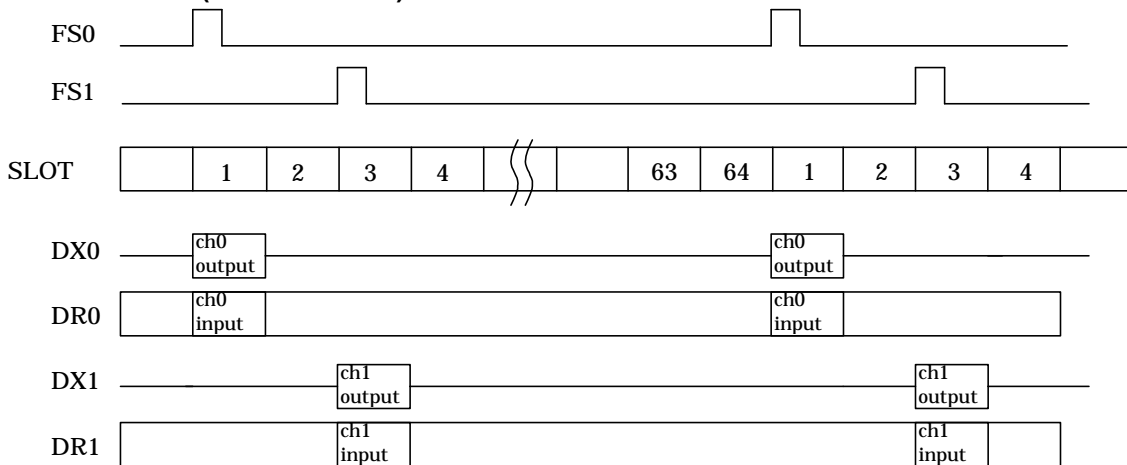 FS0
FS1
SLOT 1 2 3 4 63 64 1 2 3 4
DX0 ch0 output ch0 output
DR0 ch0 input ch0 input
DX1 ch1 output ch1 output
DR1 ch1 input ch1 input